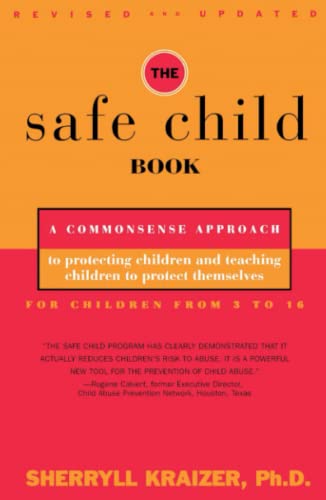 REVISED AND UPDATED
THE
safe child
BOOK
A COMMONSENSE APPROACH
to protecting children and teaching
children to protect themselves
FOR CHILDREN FROM 3 TO 16
"THE SAFE CHILD PROGRAM HAS CLEARLY DEMONSTRATED THAT IT
ACTUALLY REDUCES CHILDREN'S RISK TO ABUSE. IT IS A POWERFUL
NEW TOOL FOR THE PREVENTION OF CHILD ABUSE."
—Rogene Calvert, former Executive Director,
Child Abuse Prevention Network, Houston, Texas
SHERRYLL KRAIZER, Ph.D.